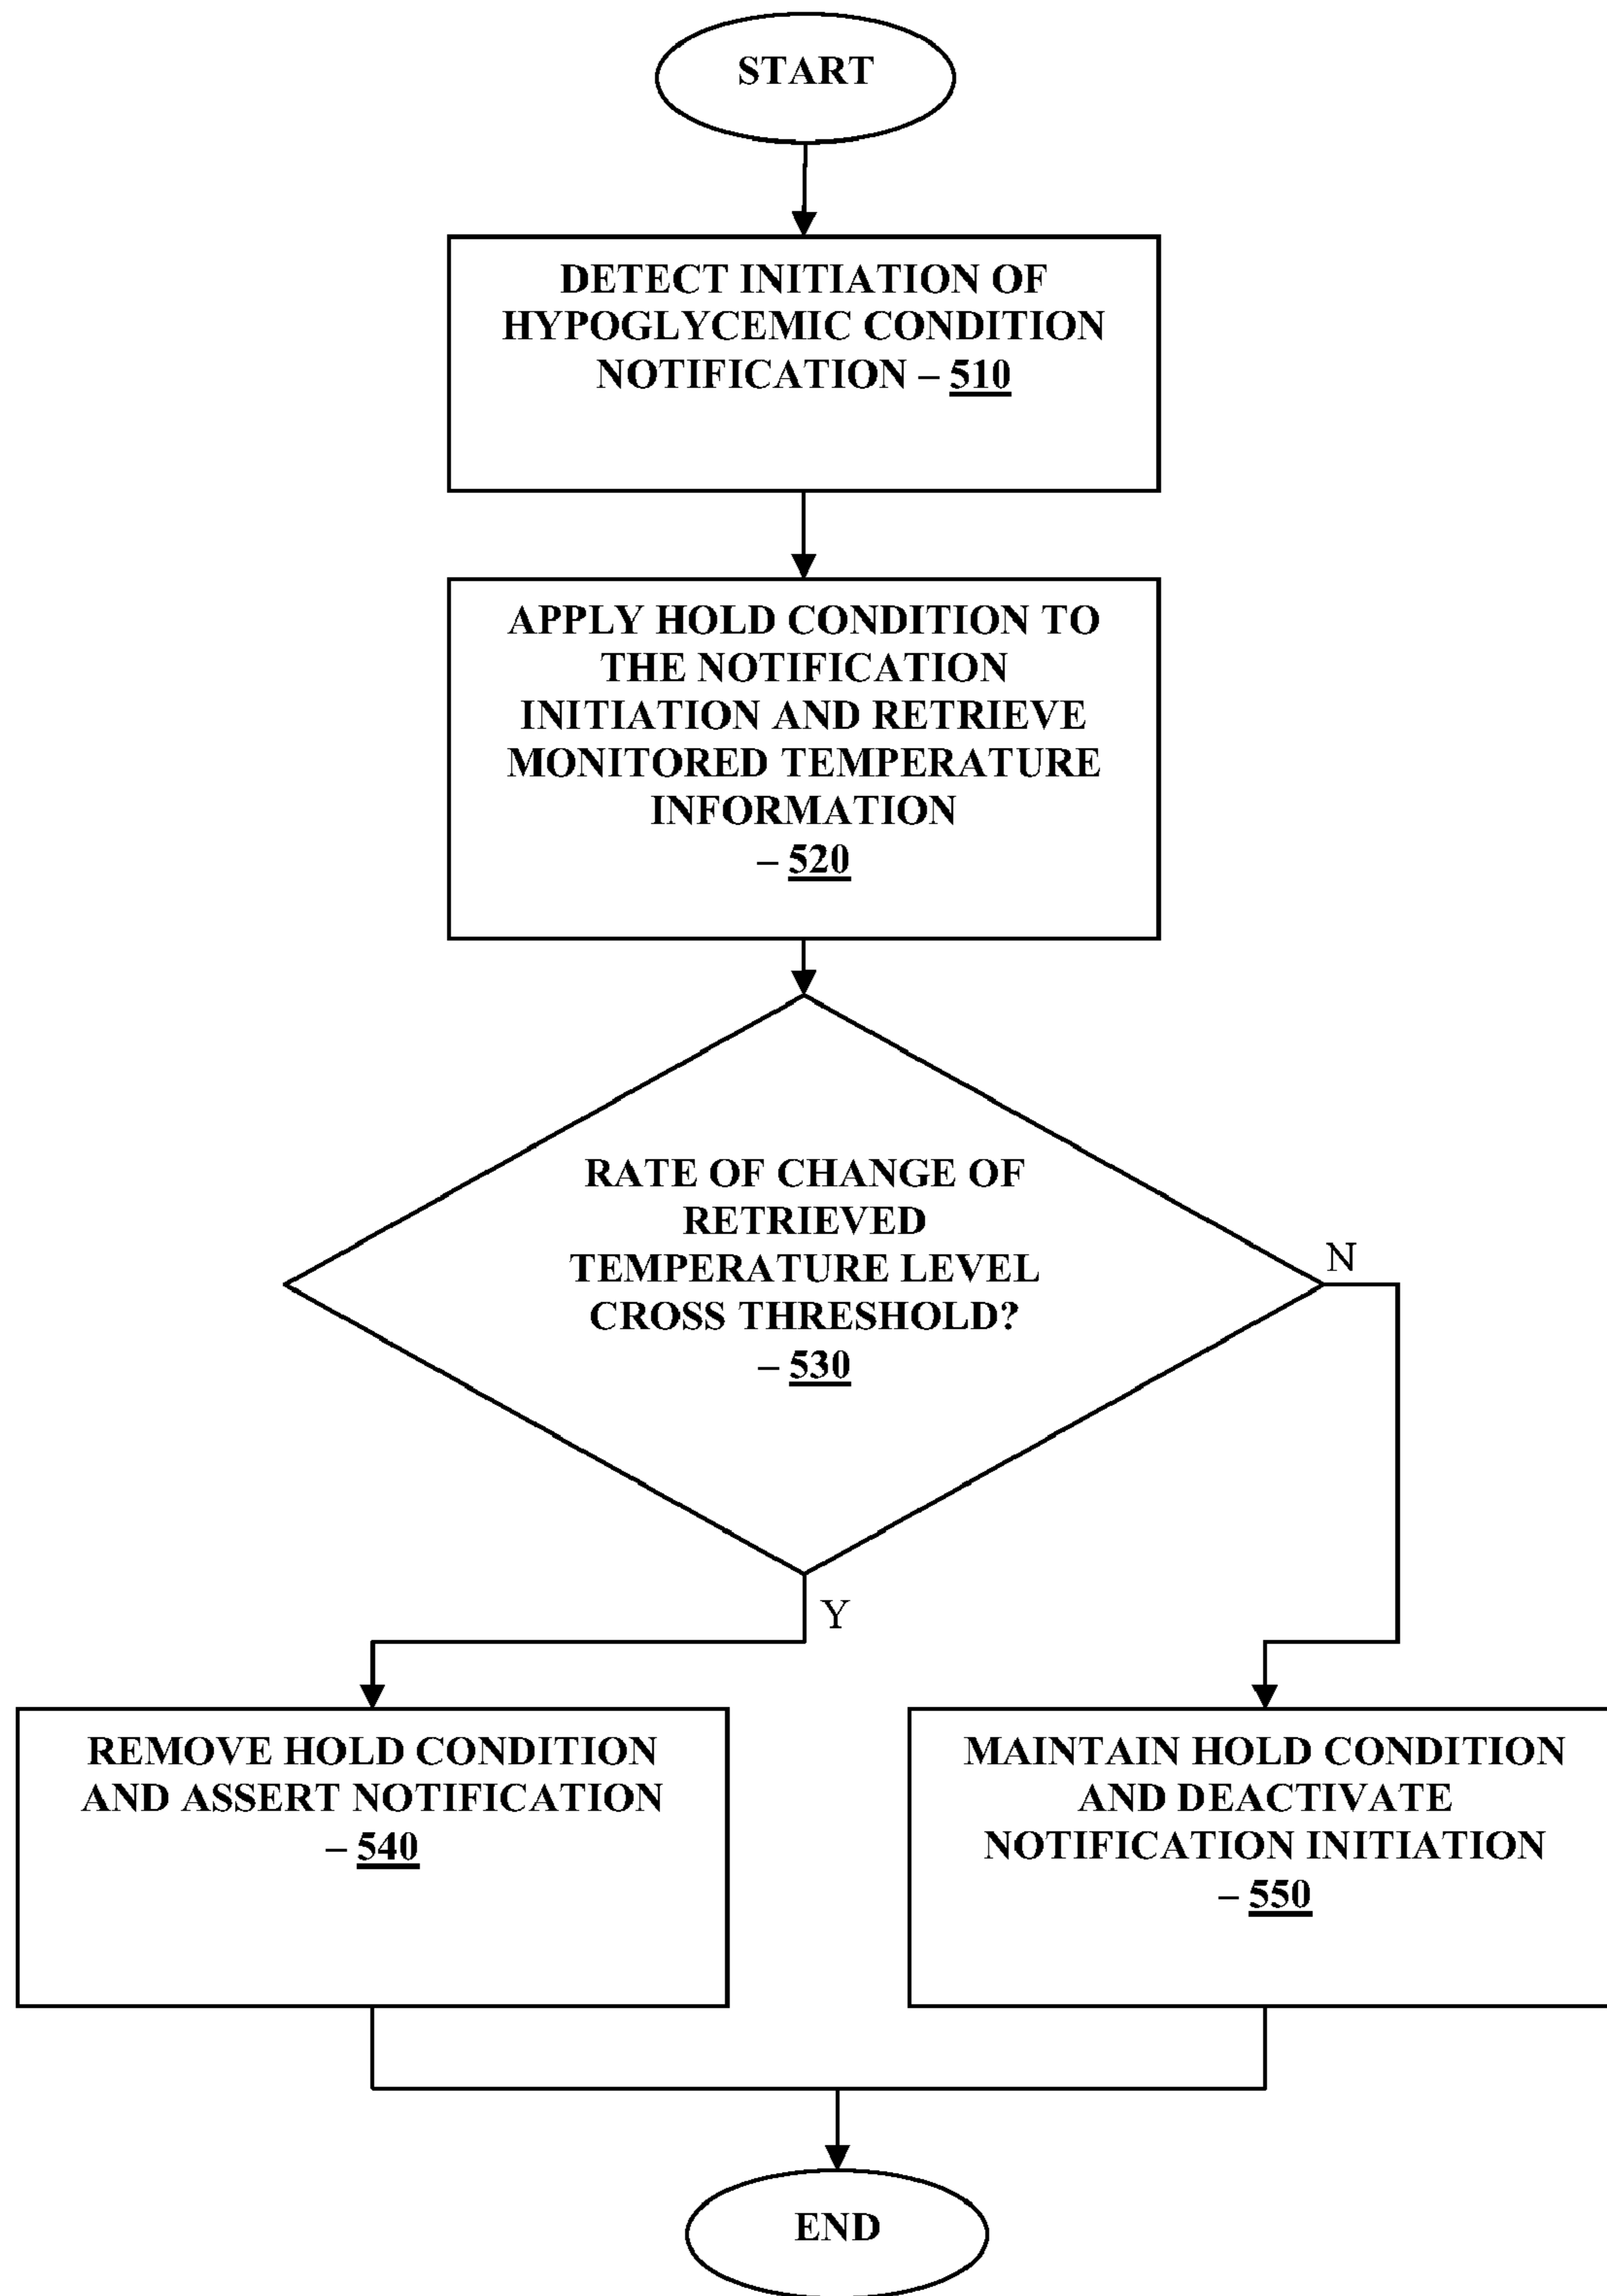 START
DETECT INITIATION OF
HYPOGLYCEMIC CONDITION
NOTIFICATION – 510
APPLY HOLD CONDITION TO
THE NOTIFICATION
INITIATION AND RETRIEVE
MONITORED TEMPERATURE
INFORMATION
– 520
RATE OF CHANGE OF
RETRIEVED
TEMPERATURE LEVEL
CROSS THRESHOLD?
– 530
N
Y
REMOVE HOLD CONDITION
AND ASSERT NOTIFICATION
– 540
MAINTAIN HOLD CONDITION
AND DEACTIVATE
NOTIFICATION INITIATION
– 550
END